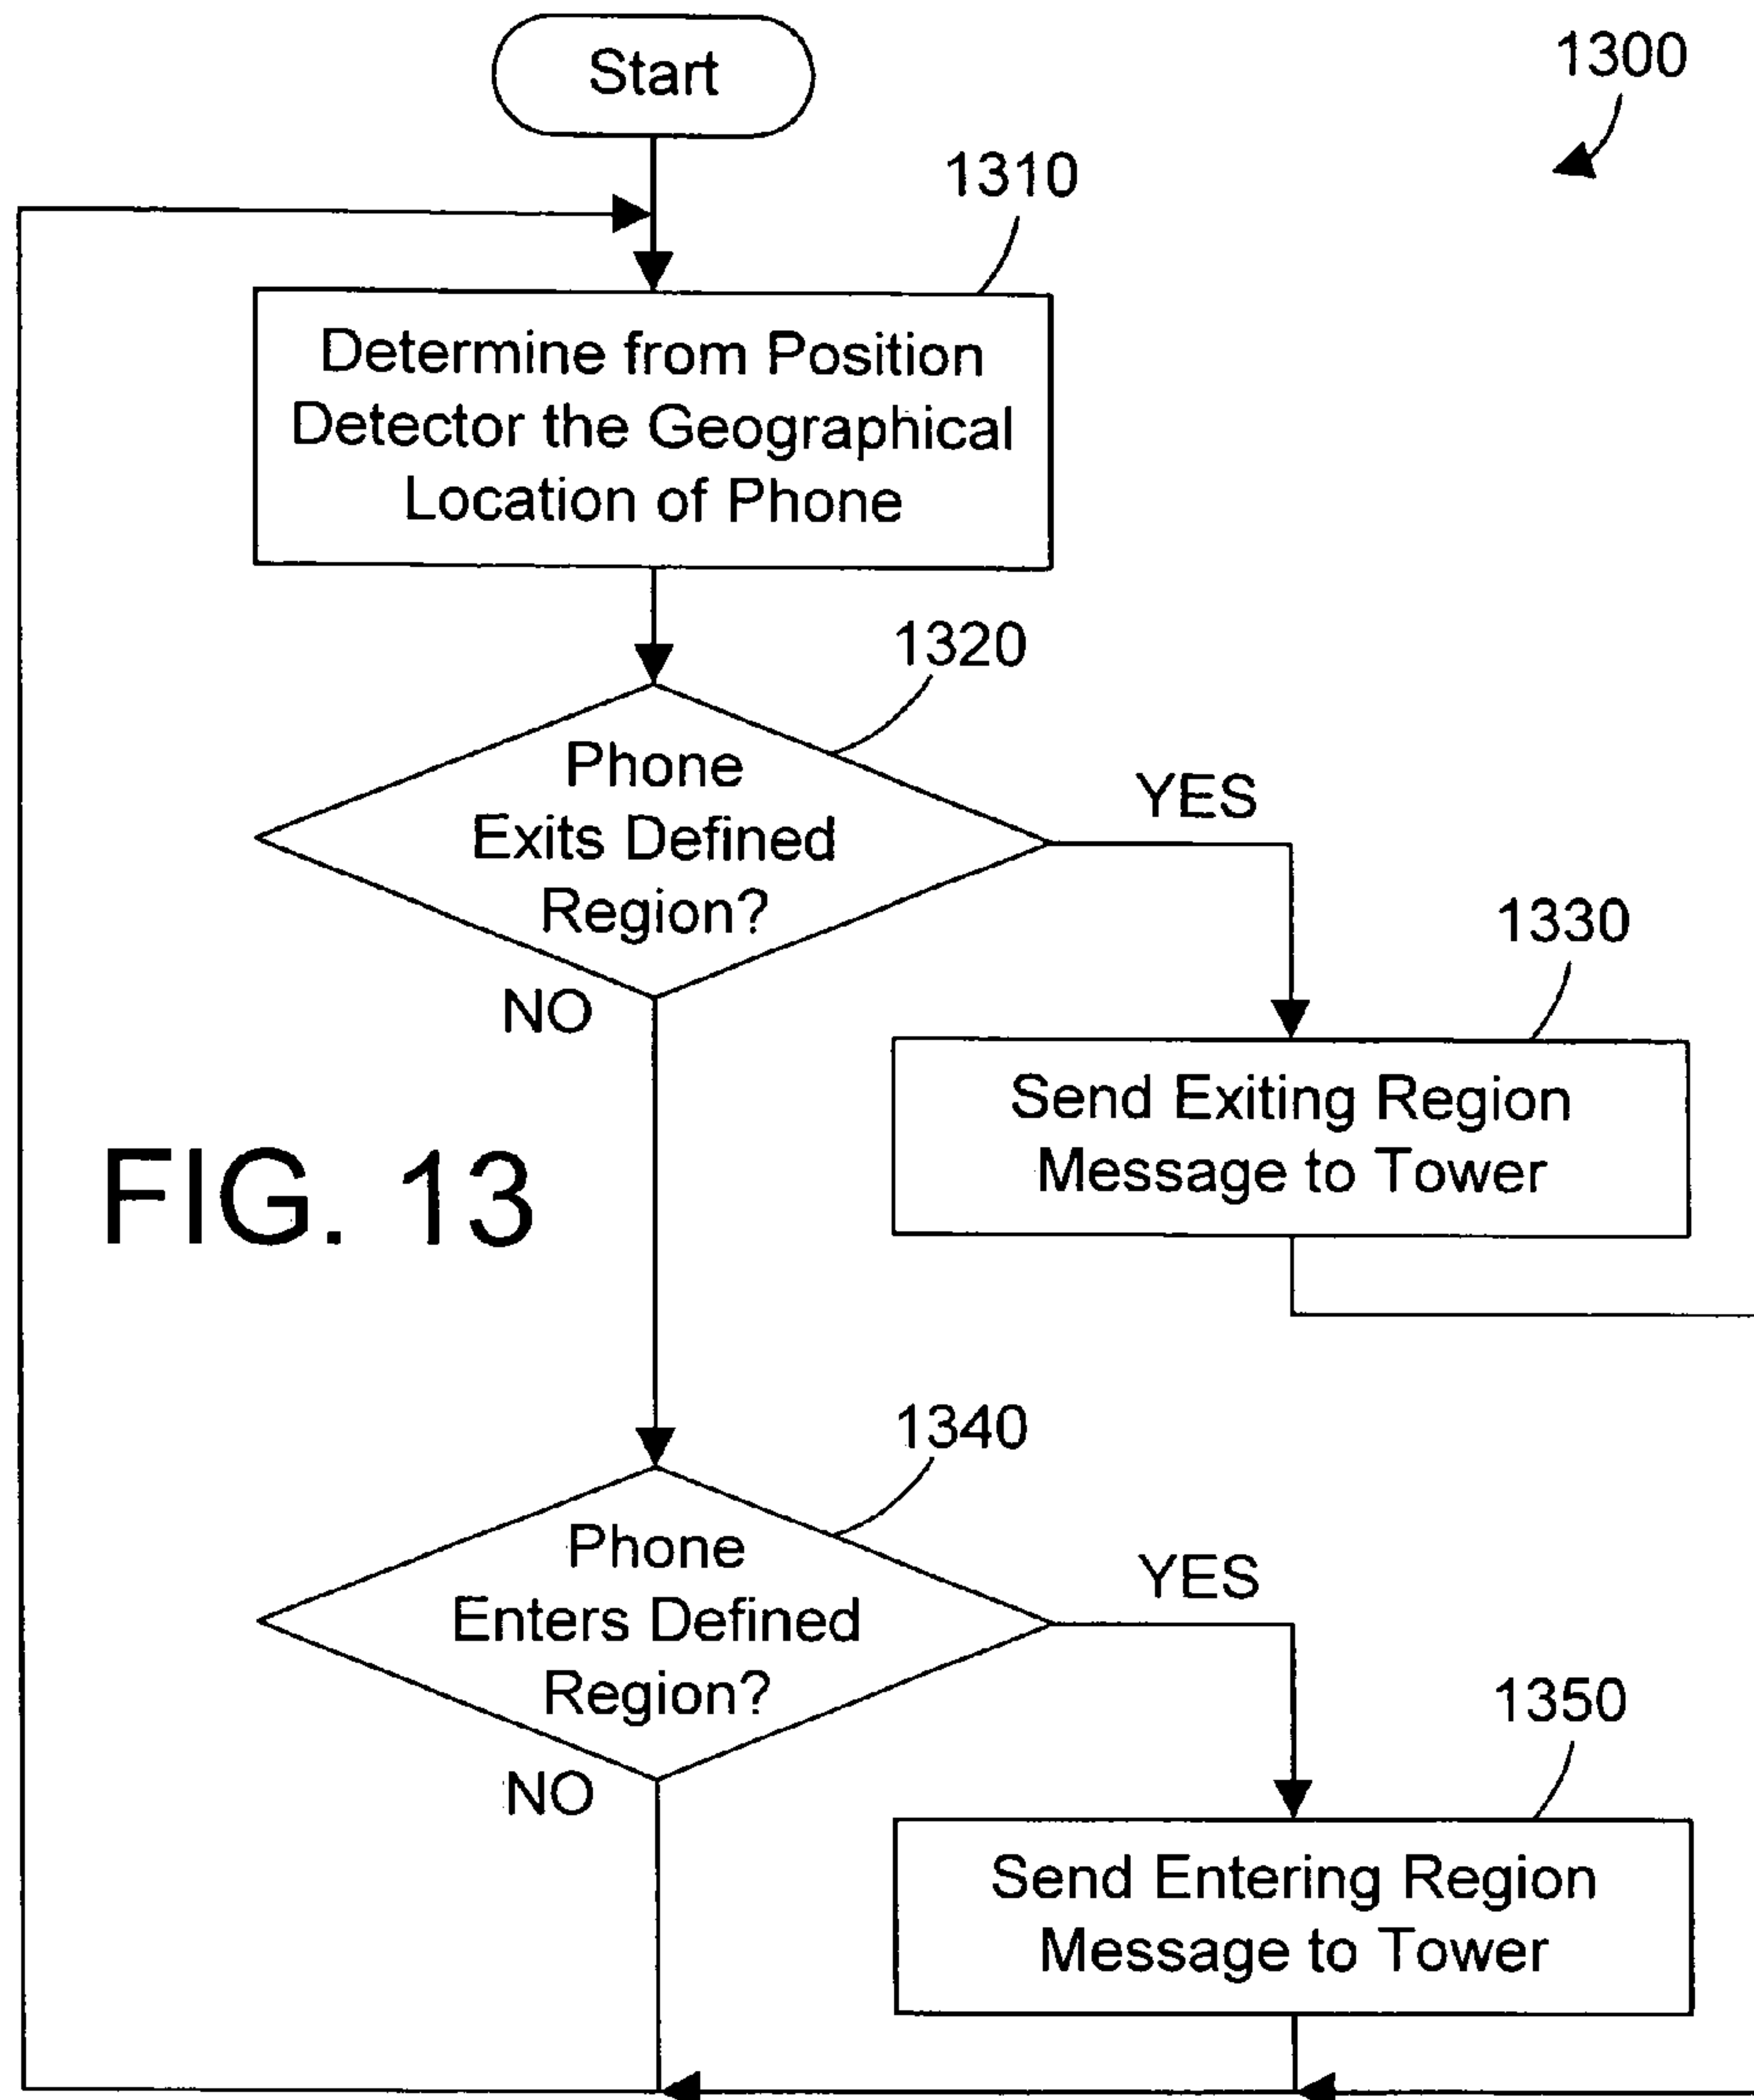 Start
1300
1310
Determine from Position
Detector the Geographical
Location of Phone
1320
Phone
Exits Defined
Region?
YES
NO
1330
Send Exiting Region
Message to Tower
FIG. 13
1340
Phone
Enters Defined
Region?
YES
NO
1350
Send Entering Region
Message to Tower